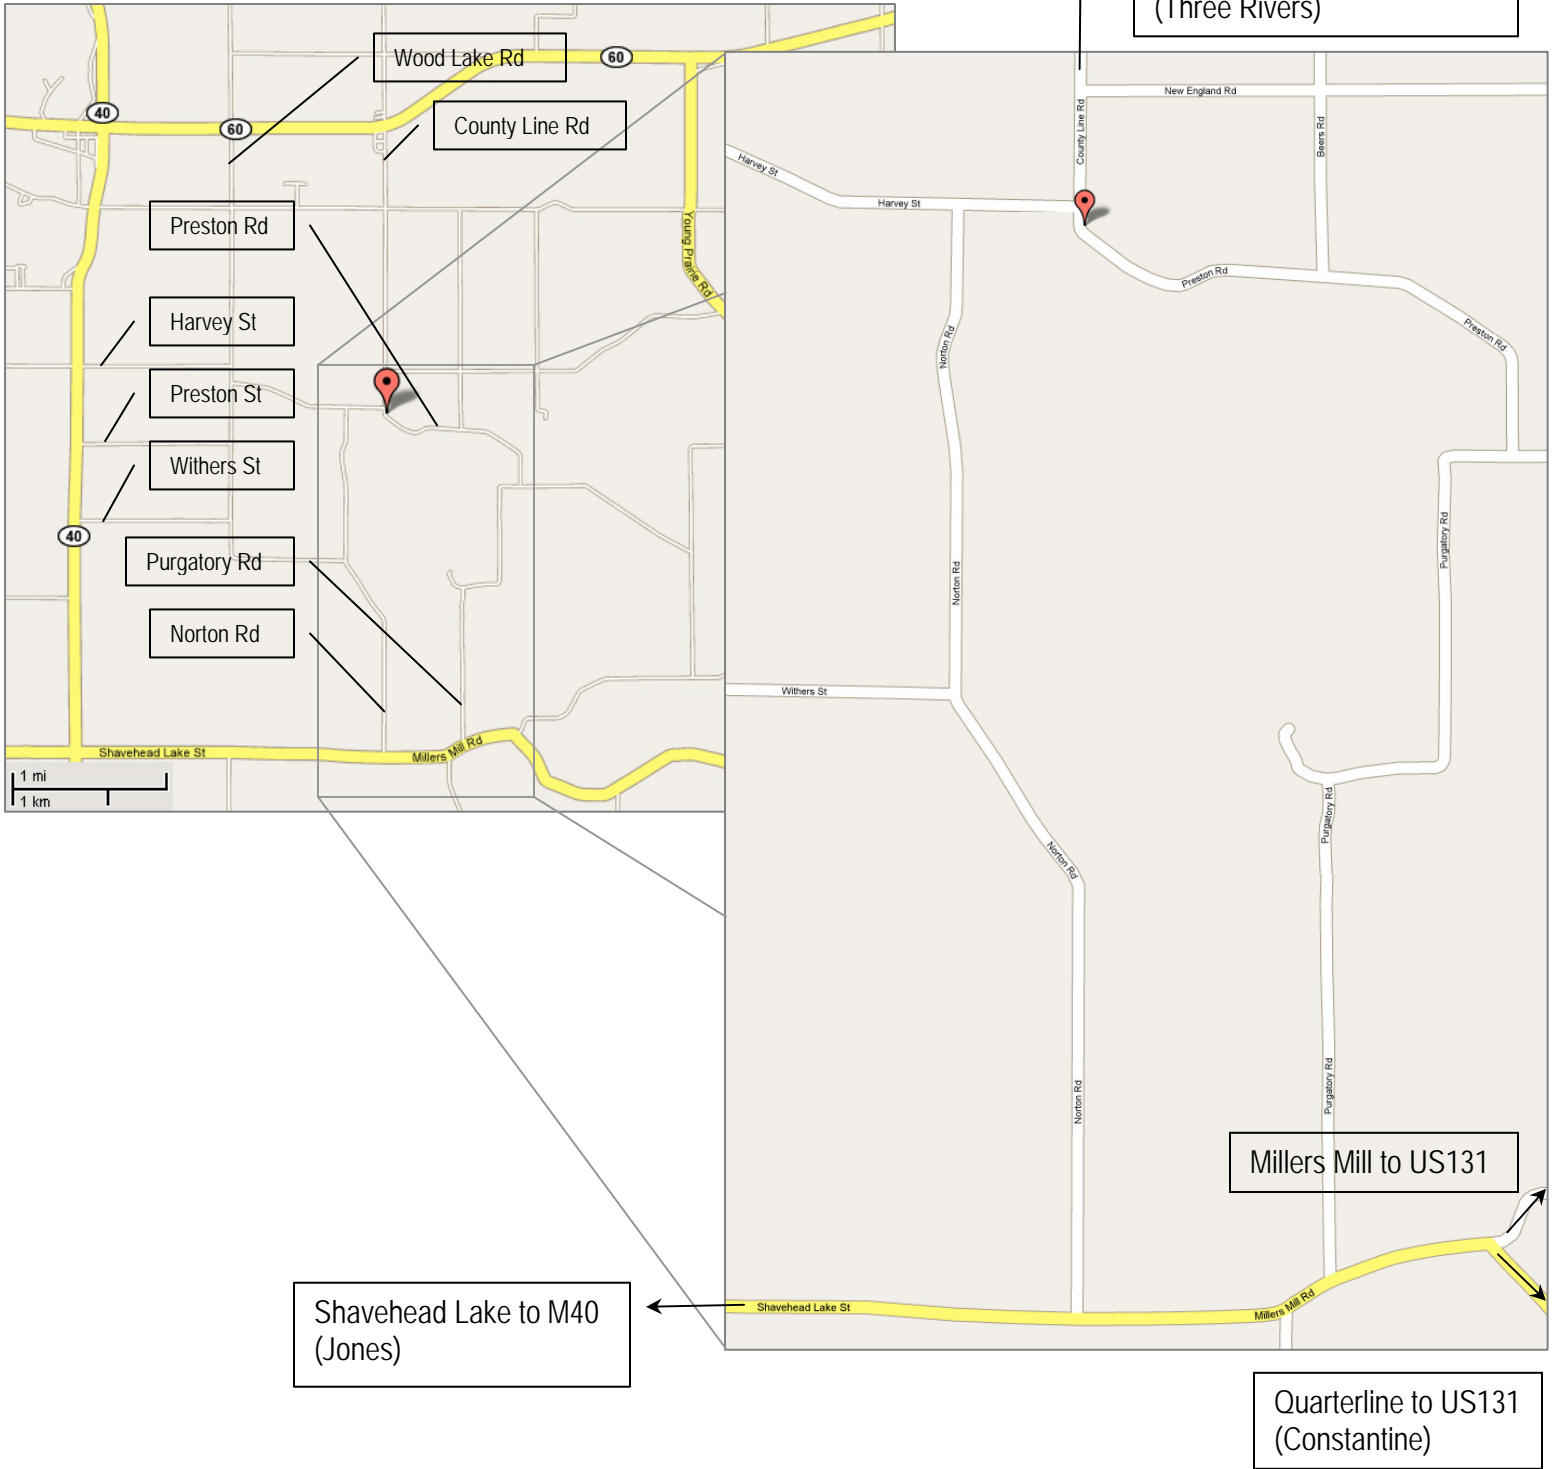 (Three Rivers)
Wood Lake Rd
60
40
60
County Line Rd
Preston Rd
Young Prairie Rd
Harvey St
Preston St
Withers St
40
Purgatory Rd
Norton Rd
Shavehead Lake St
Millers Mill Rd
1 mi
1 km
New England Rd
County Line Rd
Beers Rd
Harvey St
Harvey St
Preston Rd
Preston Rd
Norton Rd
Purgatory Rd
Norton Rd
Withers St
Purgatory Rd
Norton Rd
Purgatory Rd
Norton Rd
Millers Mill to US131
Shavehead Lake St
Millers Mill Rd
Shavehead Lake to M40
(Jones)
Quarterline to US131
(Constantine)